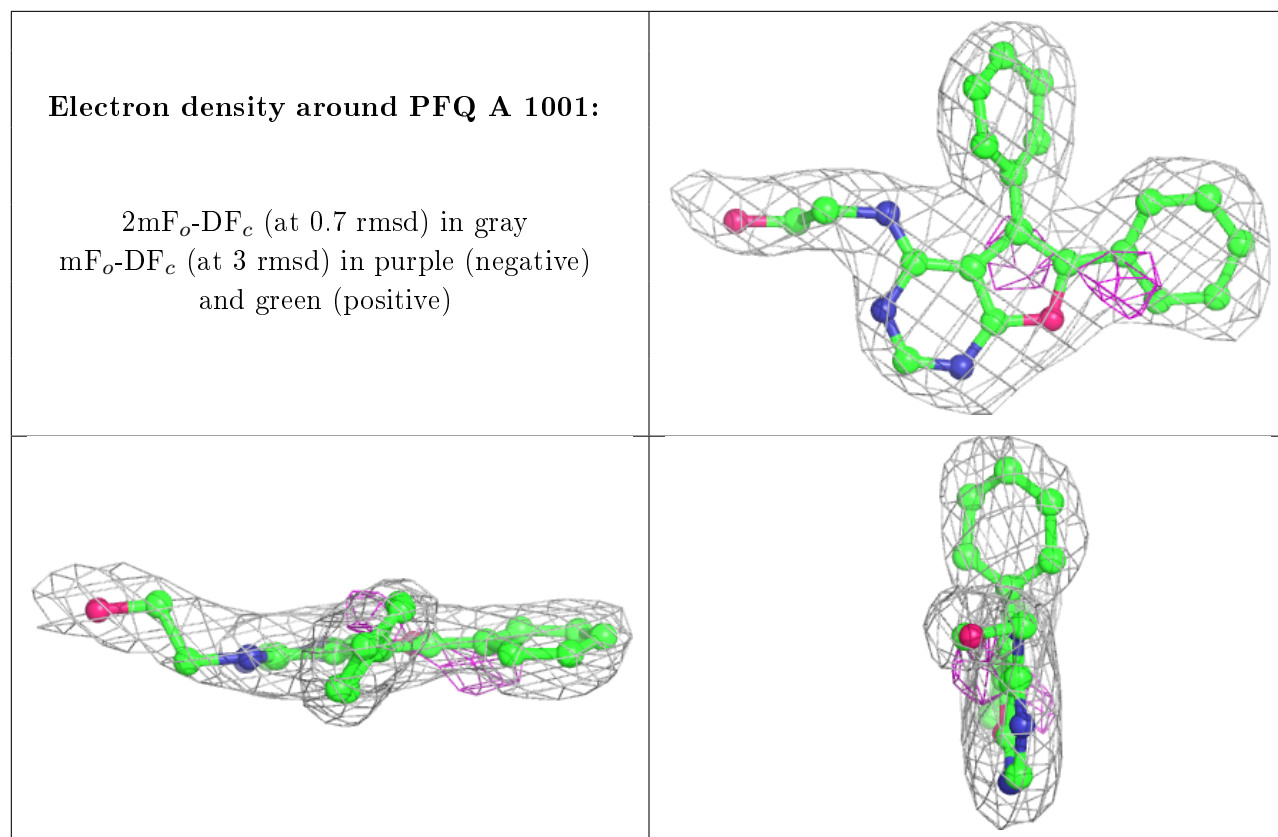 Electron density around PFQ A 1001:
2mFₒ-DF𝒸 (at 0.7 rmsd) in gray
mFₒ-DF𝒸 (at 3 rmsd) in purple (negative)
and green (positive)